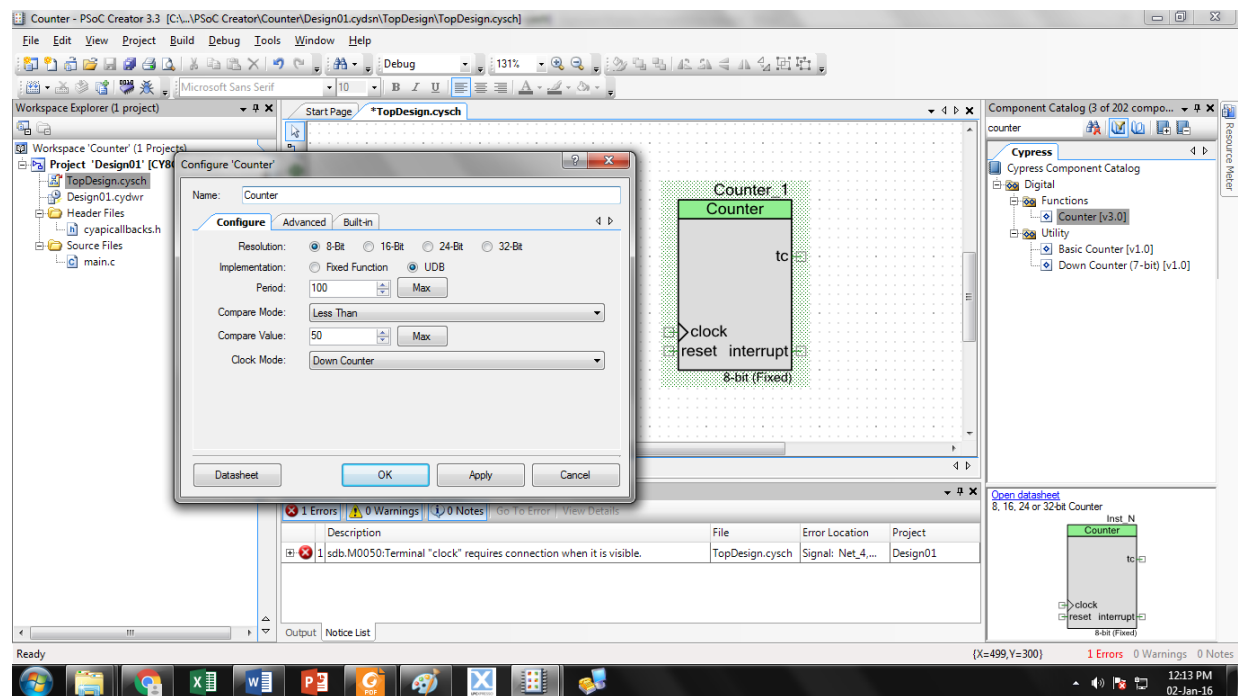 Counter - PSoC Creator 3.3 [C:\...\PSoC Creator\Counter\Design01.cydsn\TopDesign\TopDesign.cysch]
File Edit View Project Build Debug Tools Window Help
Debug 131%
Microsoft Sans Serif 10 B I U A
Workspace Explorer (1 project)
Workspace 'Counter' (1 Projects)
Project 'Design01' [CY8
TopDesign.cysch
Design01.cydwr
Header Files
cyapicallbacks.h
Source Files
main.c
Start Page *TopDesign.cysch
Configure 'Counter'
Name: Counter
Configure Advanced Built-in
Resolution: 8-Bit 16-Bit 24-Bit 32-Bit
Implementation: Fixed Function UDB
Period: 100 Max
Compare Mode: Less Than
Compare Value: 50 Max
Clock Mode: Down Counter
Datasheet OK Apply Cancel
Counter_1
Counter
tc
clock
reset interrupt
8-bit (Fixed)
1 Errors 0 Warnings 0 Notes Go To Error View Details
Description File Error Location Project
1 sdb.M0050:Terminal "clock" requires connection when it is visible. TopDesign.cysch Signal: Net_4,... Design01
Output Notice List
Component Catalog (3 of 202 compo...
counter
Cypress
Cypress Component Catalog
Digital
Functions
Counter [v3.0]
Utility
Basic Counter [v1.0]
Down Counter (7-bit) [v1.0]
Resource Meter
Open datasheet
8, 16, 24 or 32-bit Counter
Inst_N
Counter
tc
clock
reset interrupt
8-bit (Fixed)
Ready {X=499,Y=300} 1 Errors 0 Warnings 0 Notes
12:13 PM
02-Jan-16